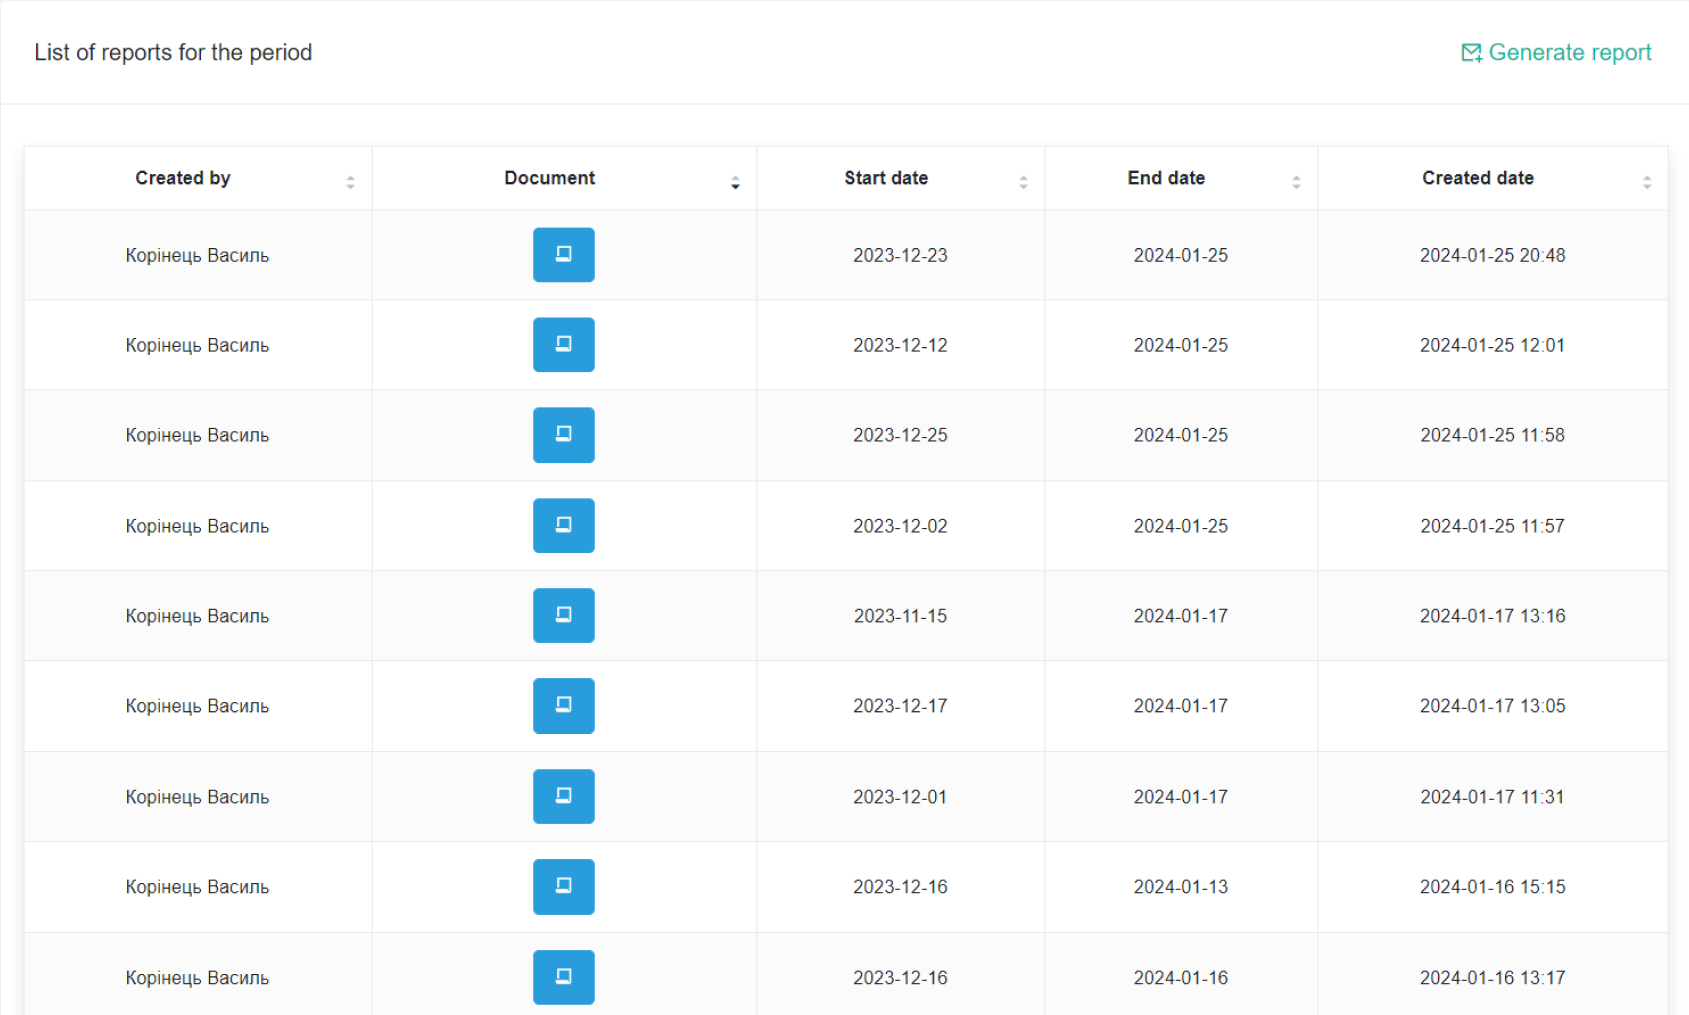 List of reports for the period
Generate report
Created by Document Start date End date Created date
Корінець Василь 2023-12-23 2024-01-25 2024-01-25 20:48
Корінець Василь 2023-12-12 2024-01-25 2024-01-25 12:01
Корінець Василь 2023-12-25 2024-01-25 2024-01-25 11:58
Корінець Василь 2023-12-02 2024-01-25 2024-01-25 11:57
Корінець Василь 2023-11-15 2024-01-17 2024-01-17 13:16
Корінець Василь 2023-12-17 2024-01-17 2024-01-17 13:05
Корінець Василь 2023-12-01 2024-01-17 2024-01-17 11:31
Корінець Василь 2023-12-16 2024-01-13 2024-01-16 15:15
Корінець Василь 2023-12-16 2024-01-16 2024-01-16 13:17